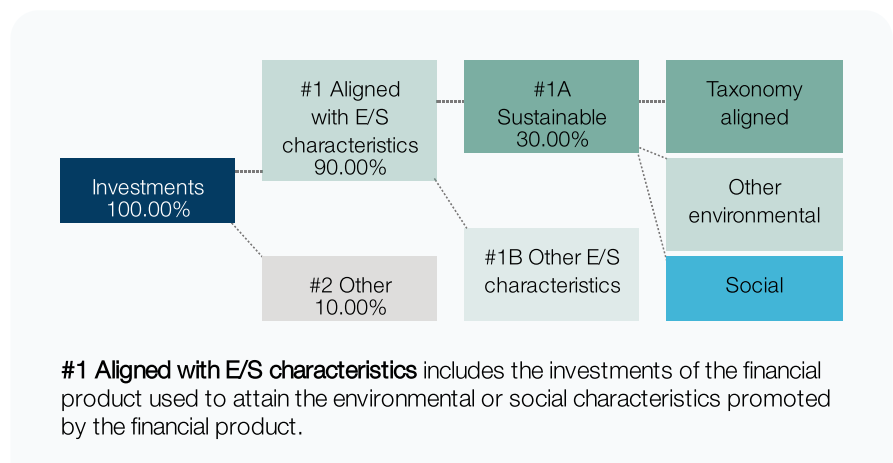 #1 Aligned
with E/S
characteristics
90.00%
#1A
Sustainable
30.00%
Taxonomy
aligned
Investments
100.00%
Other
environmental
#2 Other
10.00%
#1B Other E/S
characteristics
Social
#1 Aligned with E/S characteristics includes the investments of the financial
product used to attain the environmental or social characteristics promoted
by the financial product.